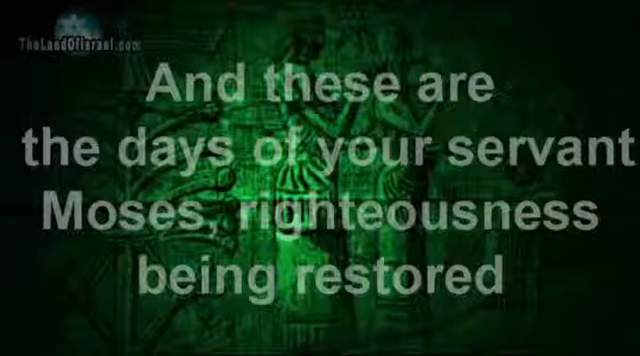 TheLandOfIsrael.com
And these are
the days of your servant
Moses, righteousness
being restored